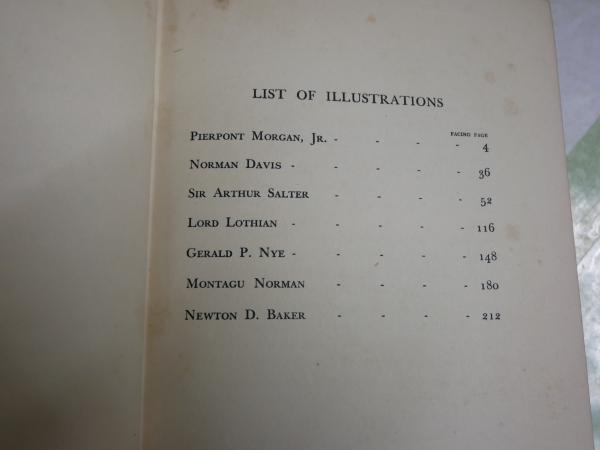 LIST OF ILLUSTRATIONS
FACING PAGE
PIERPONT MORGAN, JR. - - - - 4
NORMAN DAVIS - - - - - 36
SIR ARTHUR SALTER - - - - 52
LORD LOTHIAN - - - - - 116
GERALD P. NYE - - - - - 148
MONTAGU NORMAN - - - - 180
NEWTON D. BAKER - - - - 212